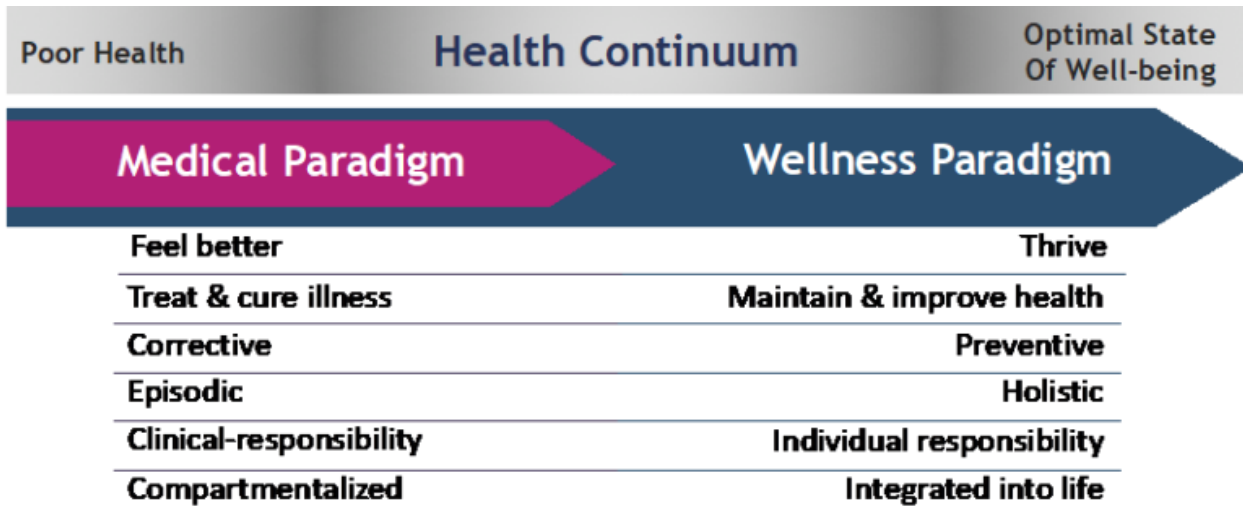 Poor Health
Health Continuum
Optimal State
Of Well-being
Medical Paradigm
Wellness Paradigm
Feel better
Thrive
Treat & cure illness
Maintain & improve health
Corrective
Preventive
Episodic
Holistic
Clinical-responsibility
Individual responsibility
Compartmentalized
Integrated into life